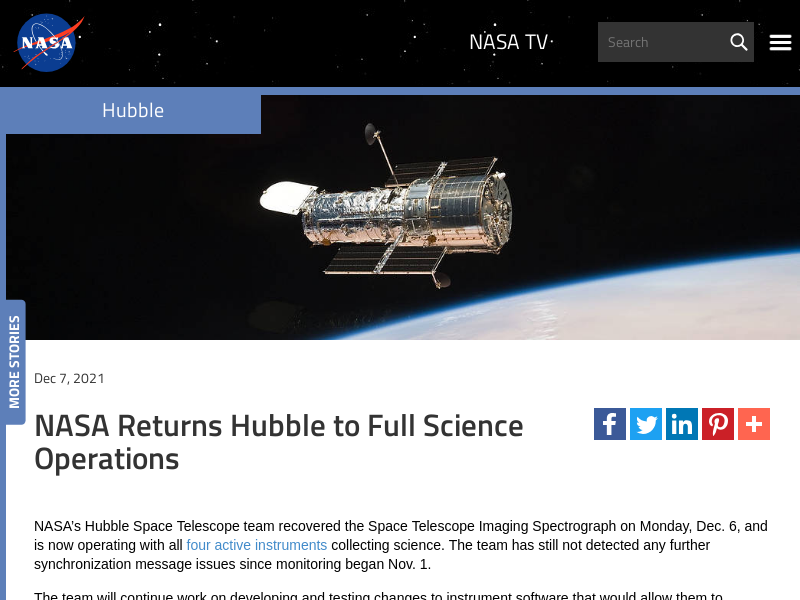 NASA
NASA TV
Search
Hubble
MORE STORIES
Dec 7, 2021
NASA Returns Hubble to Full Science
Operations
NASA’s Hubble Space Telescope team recovered the Space Telescope Imaging Spectrograph on Monday, Dec. 6, and
is now operating with all four active instruments collecting science. The team has still not detected any further
synchronization message issues since monitoring began Nov. 1.
The team will continue work on developing and testing changes to instrument software that would allow them to